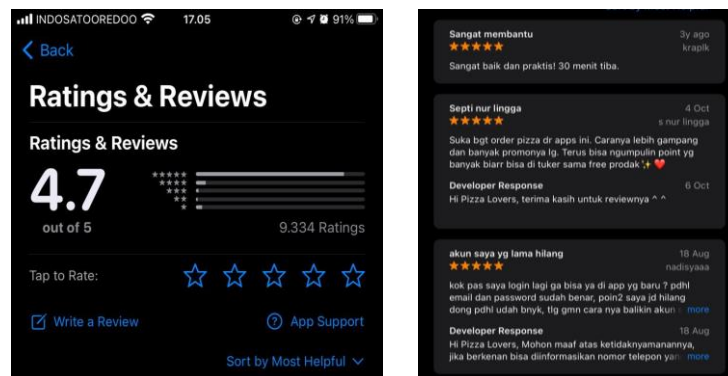 INDOSATOOREDOO 17.05 91%
Back
Ratings & Reviews
Ratings & Reviews
4.7
out of 5
9.334 Ratings
Tap to Rate:
Write a Review
App Support
Sort by Most Helpful
Sangat membantu 3y ago
kraplk
Sangat baik dan praktis! 30 menit tiba.
Septi nur lingga 4 Oct
s nur lingga
Suka bgt order pizza dr apps ini. Caranya lebih gampang
dan banyak promonya lg. Terus bisa ngumpulin point yg
banyak biarr bisa di tuker sama free prodak ✨ ❤️
Developer Response 6 Oct
Hi Pizza Lovers, terima kasih untuk reviewnya ^ ^
akun saya yg lama hilang 18 Aug
nadisyaaa
kok pas saya login lagi ga bisa ya di app yg baru ? pdhl
email dan password sudah benar, poin2 saya jd hilang
dong pdhl udah bnyk, tlg gmn cara nya balikin akun more
Developer Response 18 Aug
Hi Pizza Lovers, Mohon maaf atas ketidaknyamanannya,
jika berkenan bisa diinformasikan nomor telepon more